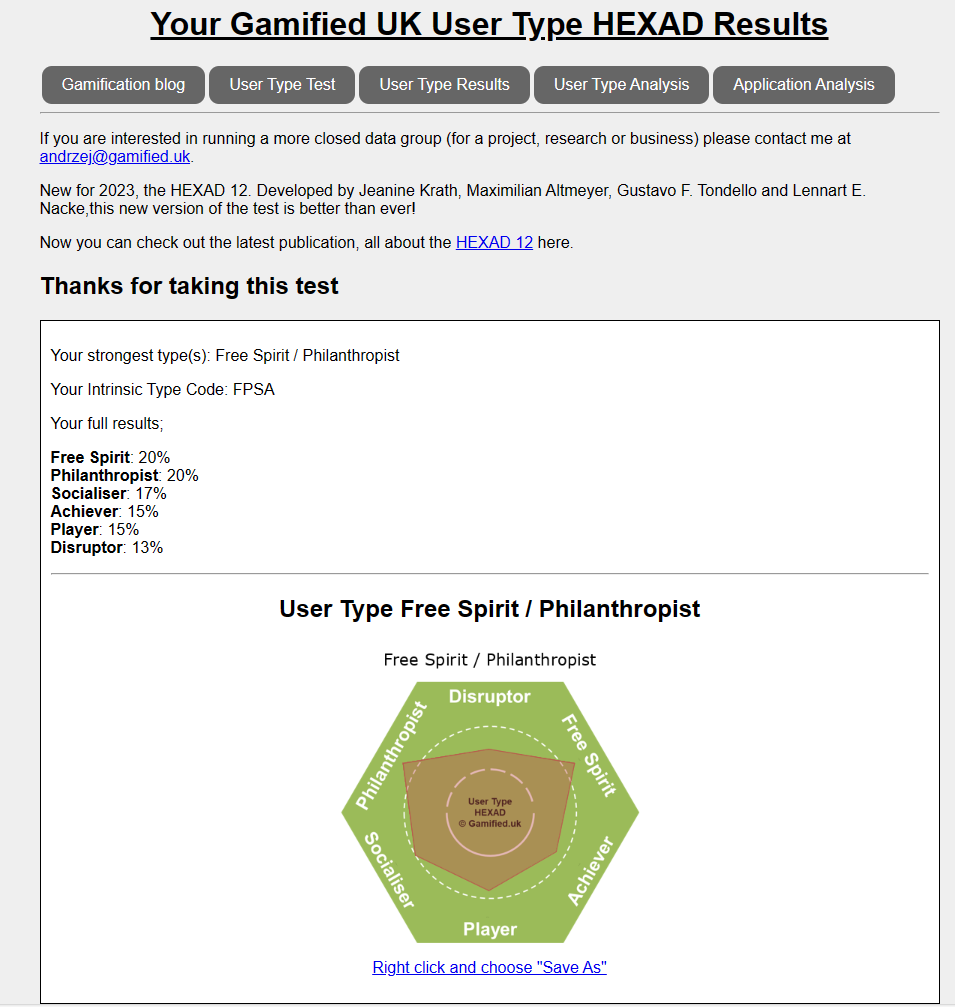 Your Gamified UK User Type HEXAD Results
Gamification blog
User Type Test
User Type Results
User Type Analysis
Application Analysis
If you are interested in running a more closed data group (for a project, research or business) please contact me at
andrzej@gamified.uk.
New for 2023, the HEXAD 12. Developed by Jeanine Krath, Maximilian Altmeyer, Gustavo F. Tondello and Lennart E.
Nacke,this new version of the test is better than ever!
Now you can check out the latest publication, all about the HEXAD 12 here.
Thanks for taking this test
Your strongest type(s): Free Spirit / Philanthropist
Your Intrinsic Type Code: FPSA
Your full results;
Free Spirit: 20%
Philanthropist: 20%
Socialiser: 17%
Achiever: 15%
Player: 15%
Disruptor: 13%
User Type Free Spirit / Philanthropist
Free Spirit / Philanthropist
Disruptor
Philanthropist
Free Spirit
User Type
HEXAD
© Gamified.uk
Socialiser
Achiever
Player
Right click and choose "Save As"